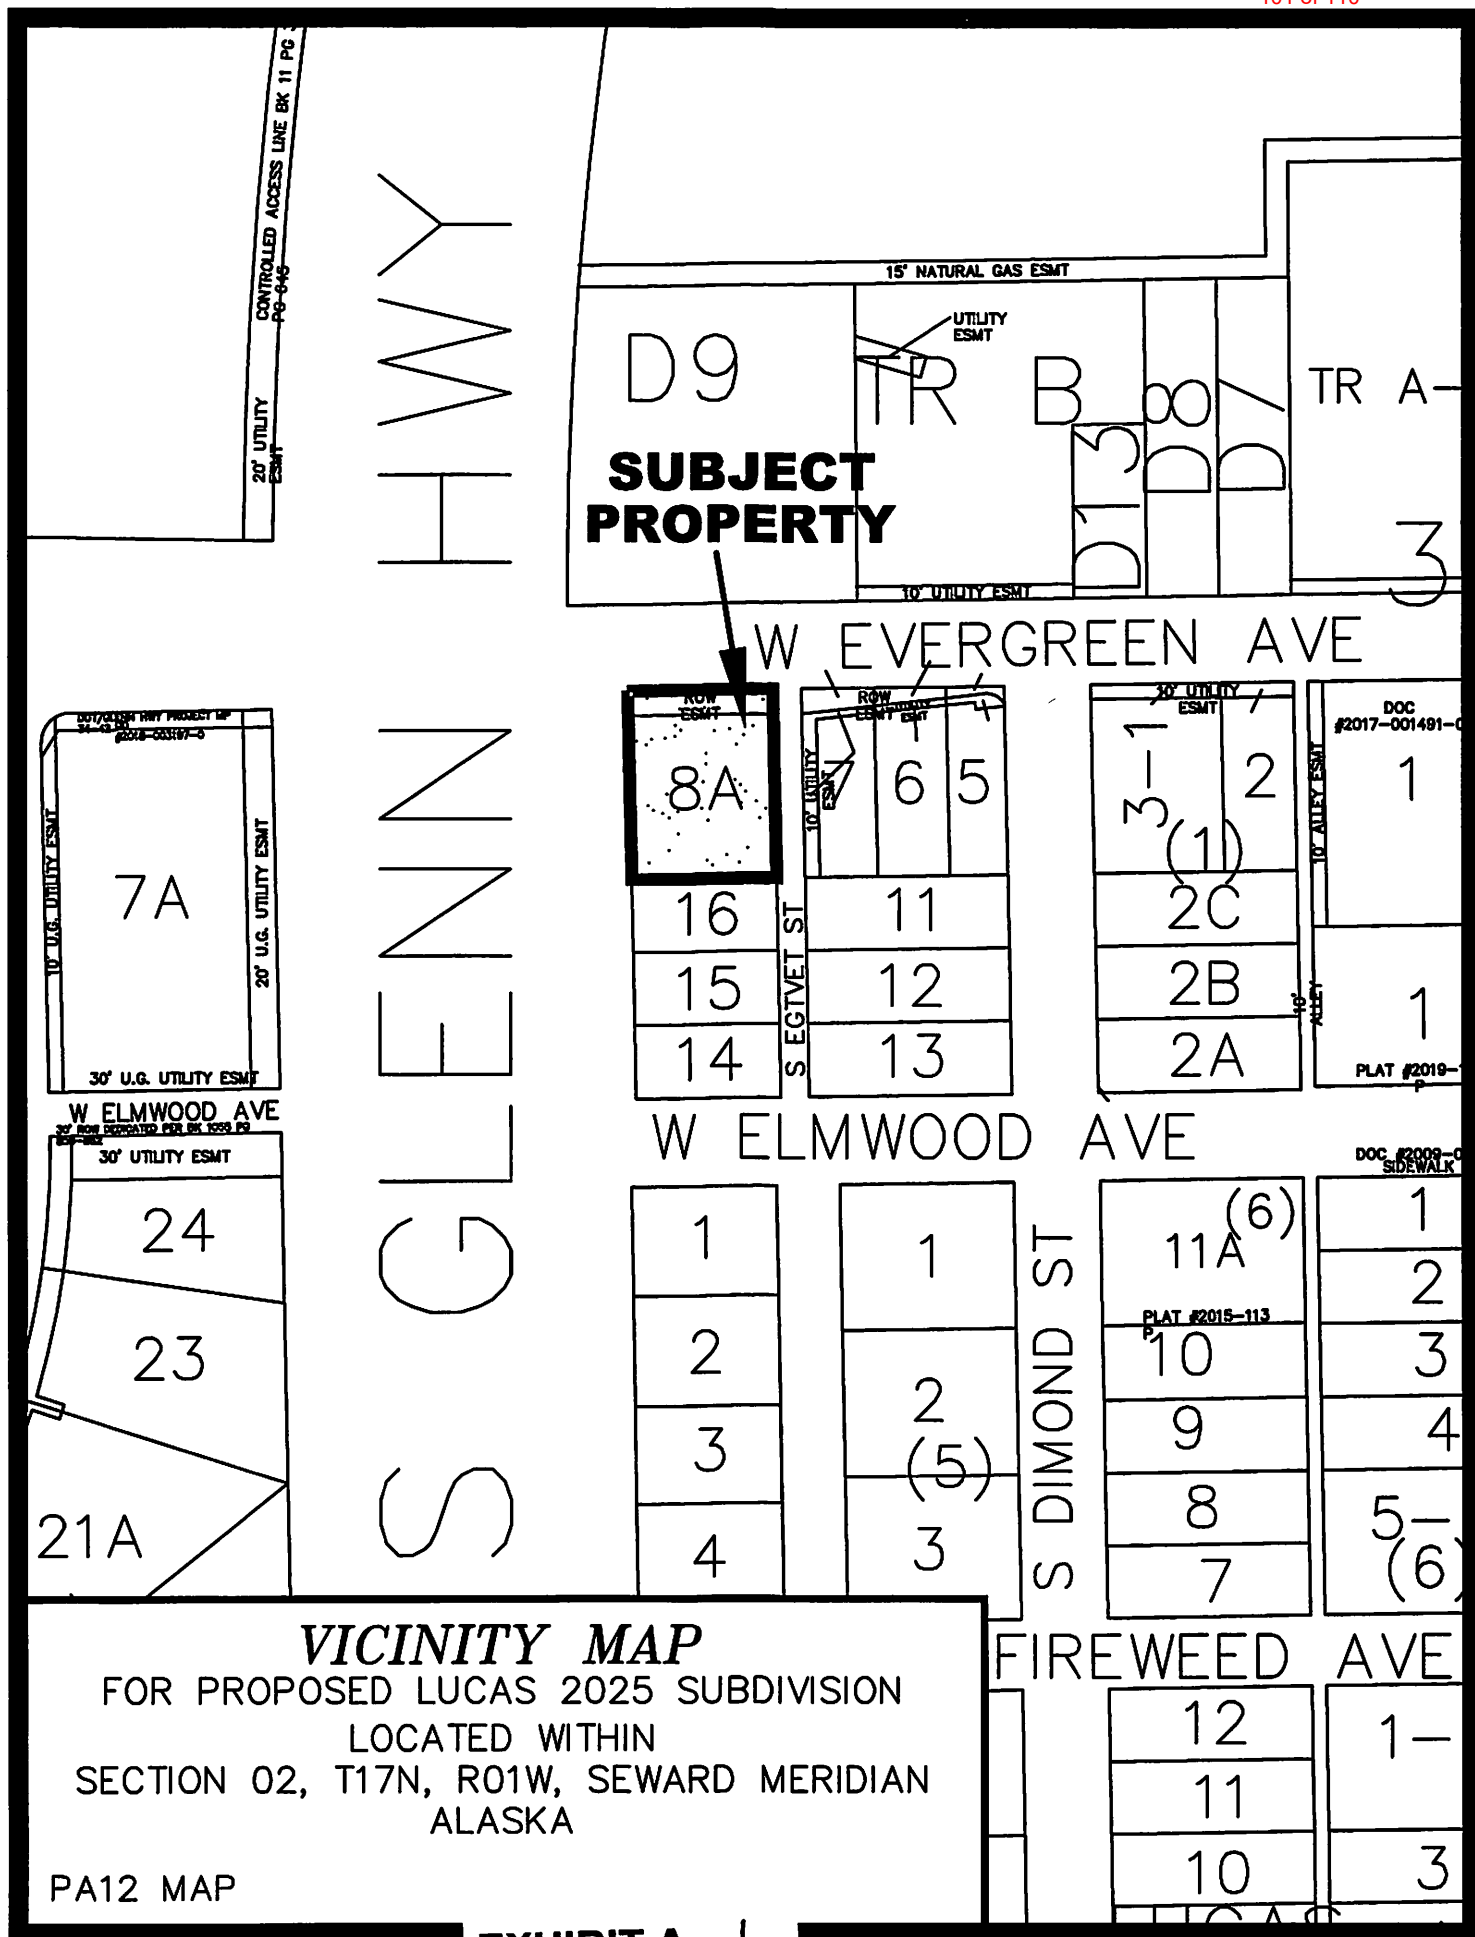 CONTROLLED ACCESS LINE BK 11 PG
20' UTILITY
ESMT
S GLENN HWY
15' NATURAL GAS ESMT
UTILITY
ESMT
D9
TR B
D13
D8
D7
TR A-
3
SUBJECT
PROPERTY
10' UTILITY ESMT
W EVERGREEN AVE
ROW
ESMT
8A
ROW
ESMT
10' UTILITY
ESMT
7
6
5
10' UTILITY
ESMT
3-1
2
(1)
10' ALLEY ESMT
DOC
#2017-001491-0
1
10' U.G. UTILITY ESMT
7A
20' U.G. UTILITY ESMT
30' U.G. UTILITY ESMT
16
15
14
S EGTVET ST
11
12
13
2C
2B
2A
10'
ALLEY
1
PLAT #2019-
P
W ELMWOOD AVE
W ELMWOOD AVE
30' UTILITY ESMT
24
23
21A
1
2
3
4
1
2
(5)
3
S DIMOND ST
(6)
11A
PLAT #2015-113
P
10
9
8
7
DOC #2009-0
SIDEWALK
1
2
3
4
5-
(6)
FIREWEED AVE
12
11
10
1-
3
VICINITY MAP
FOR PROPOSED LUCAS 2025 SUBDIVISION
LOCATED WITHIN
SECTION 02, T17N, R01W, SEWARD MERIDIAN
ALASKA
PA12 MAP
EXHIBIT A